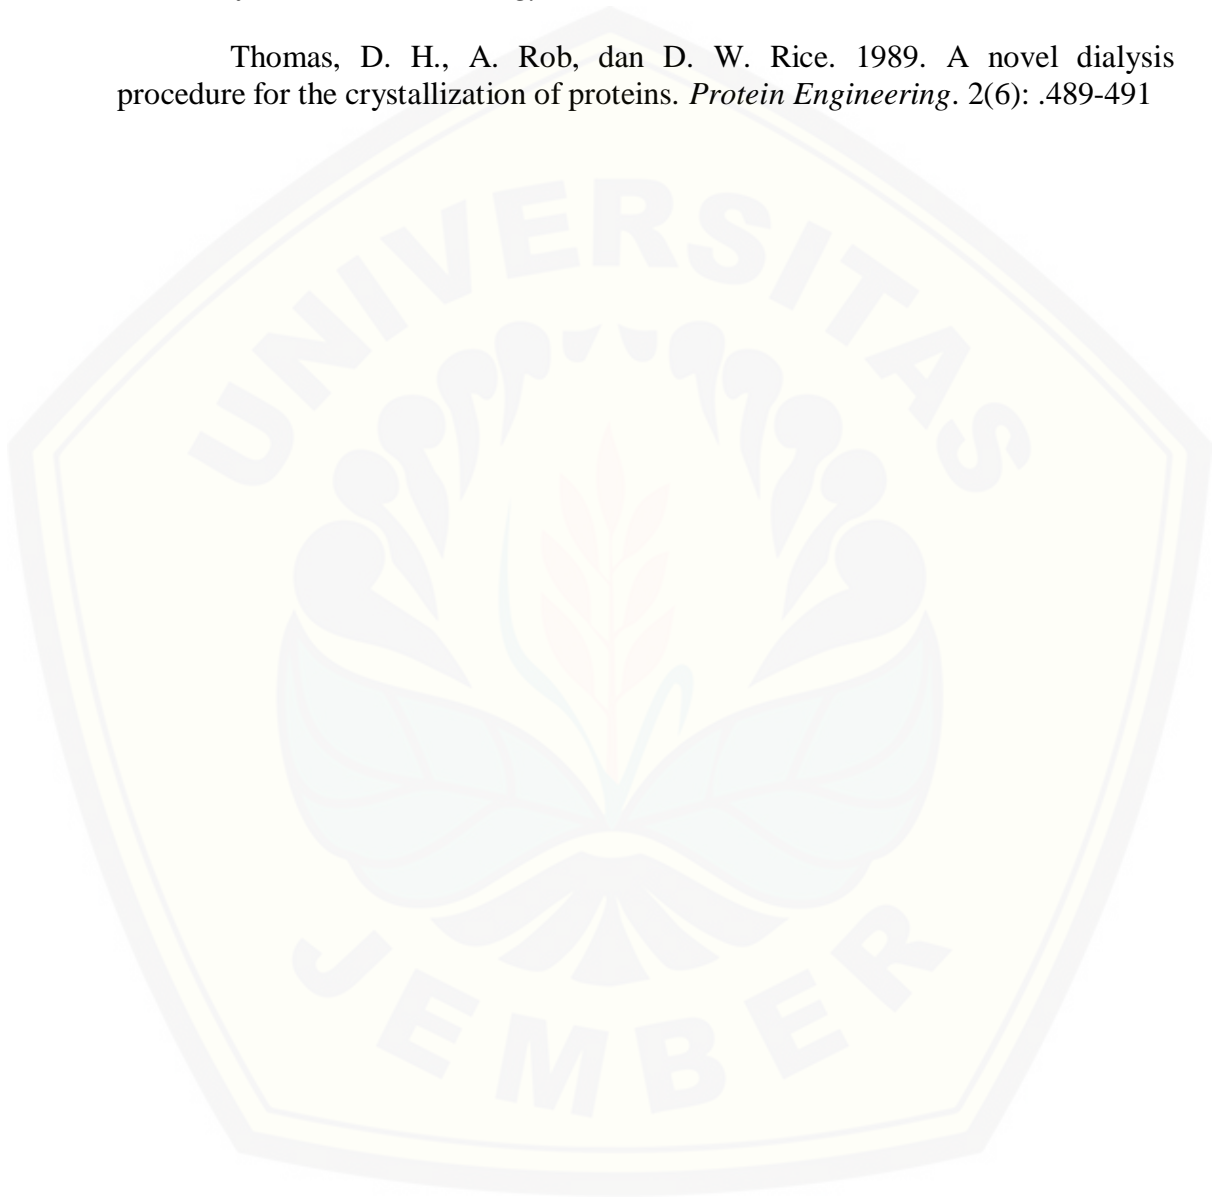 Thomas, D. H., A. Rob, dan D. W. Rice. 1989. A novel dialysis
procedure for the crystallization of proteins. Protein Engineering. 2(6): .489-491
UNIVERSITAS
JEMBER